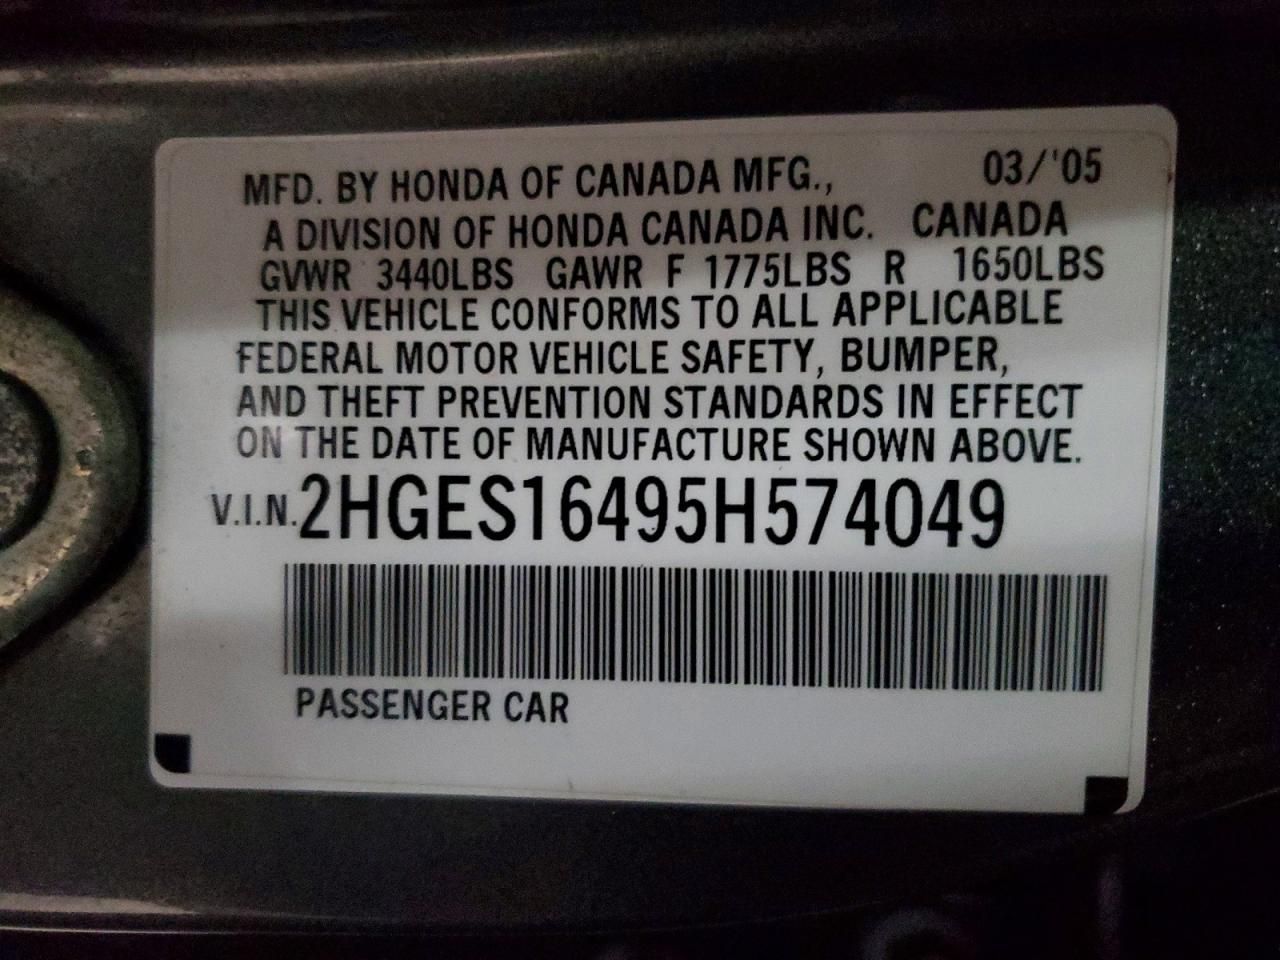 MFD. BY HONDA OF CANADA MFG., 03/'05
A DIVISION OF HONDA CANADA INC. CANADA
GVWR 3440LBS GAWR F 1775LBS R 1650LBS
THIS VEHICLE CONFORMS TO ALL APPLICABLE
FEDERAL MOTOR VEHICLE SAFETY, BUMPER,
AND THEFT PREVENTION STANDARDS IN EFFECT
ON THE DATE OF MANUFACTURE SHOWN ABOVE.
V.I.N. 2HGES16495H574049
PASSENGER CAR